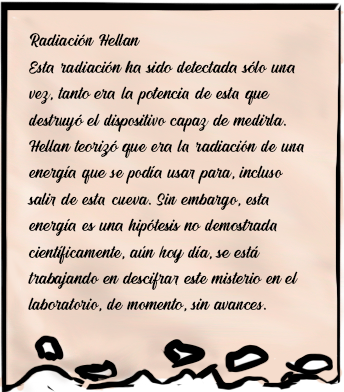 Radiación Hellan
Esta radiación ha sido detectada sólo una
vez, tanto era la potencia de esta que
destruyó el dispositivo capaz de medirla.
Hellan teorizó que era la radiación de una
energía que se podía usar para, incluso
salir de esta cueva. Sin embargo, esta
energía es una hipótesis no demostrada
científicamente, aún hoy día, se está
trabajando en descifrar este misterio en el
laboratorio, de momento, sin avances.